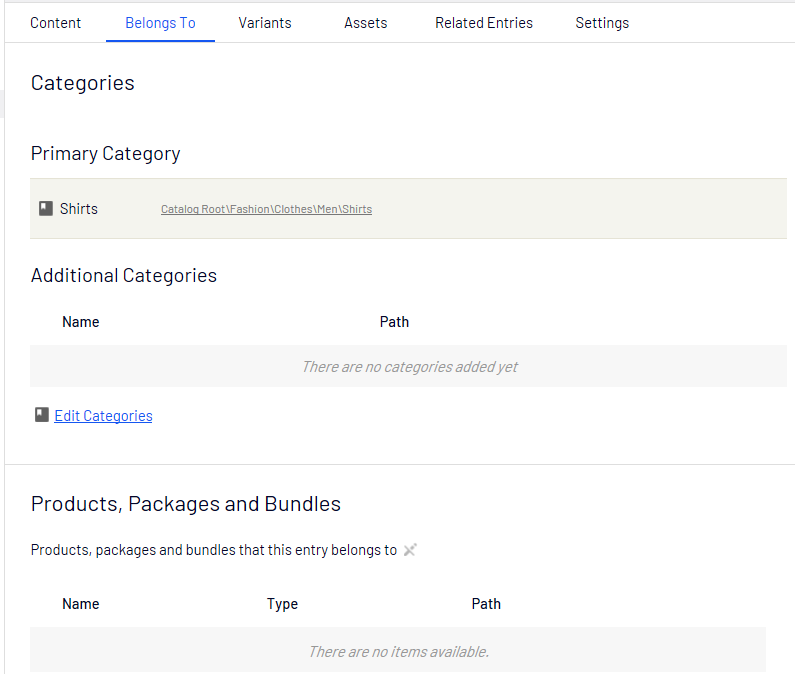 Content Belongs To Variants Assets Related Entries Settings
Categories
Primary Category
Shirts Catalog Root\Fashion\Clothes\Men\Shirts
Additional Categories
Name Path
There are no categories added yet
Edit Categories
Products, Packages and Bundles
Products, packages and bundles that this entry belongs to
Name Type Path
There are no items available.